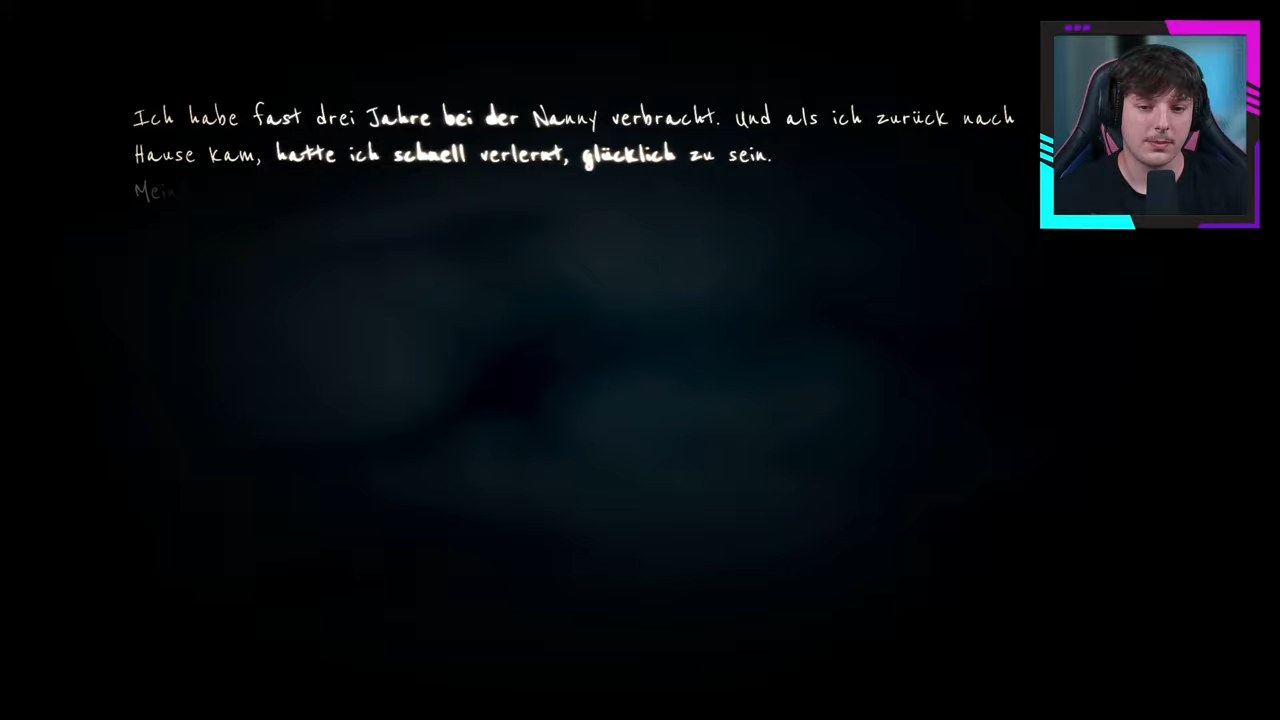 Ich habe fast drei Jahre bei der Nanny verbracht. Und als ich zurück nach
Hause kam, hatte ich schnell verlernt, glücklich zu sein.
Mein